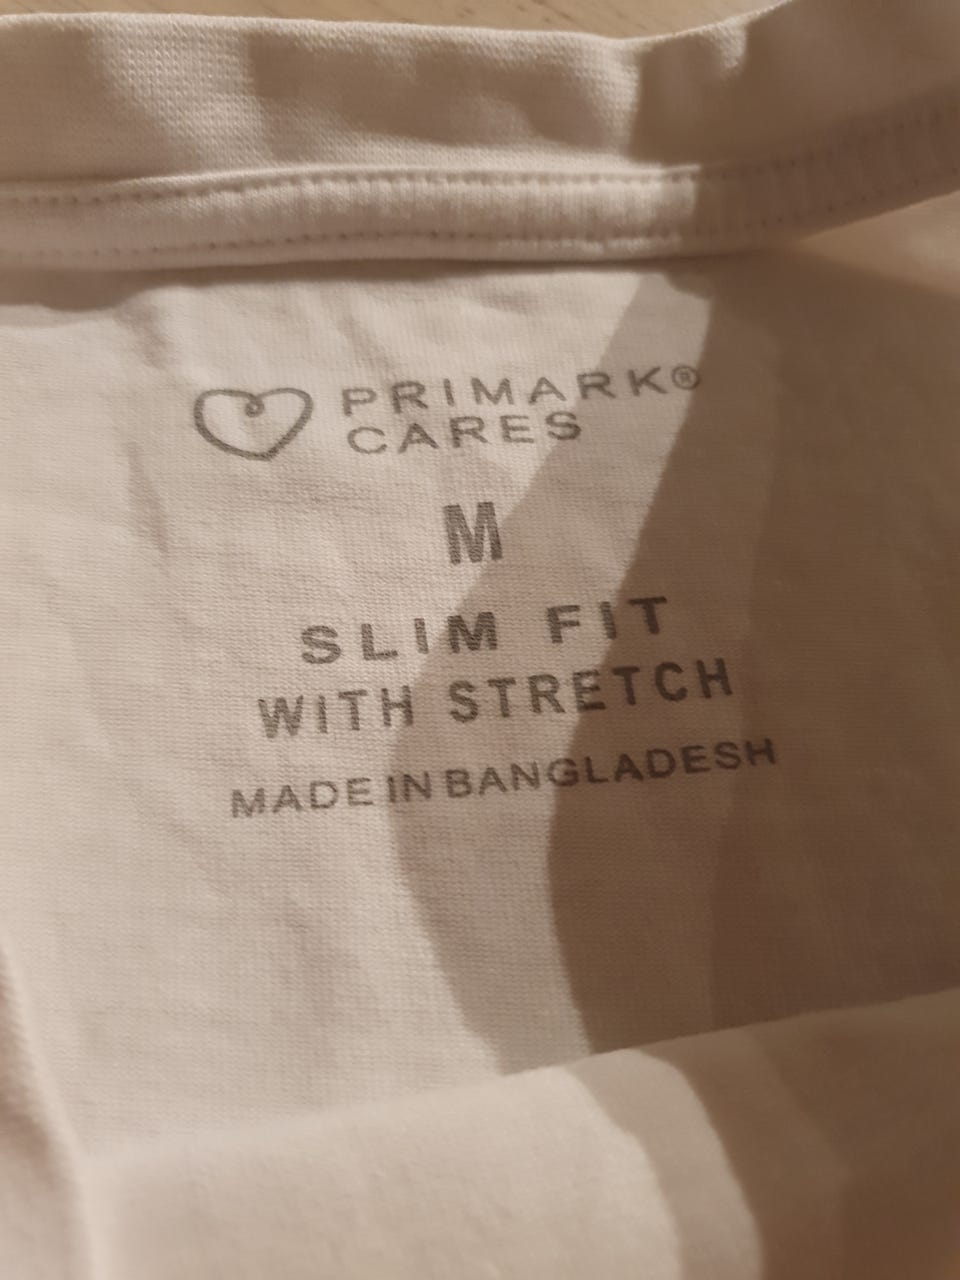 PRIMARK®
CARES
M
SLIM FIT
WITH STRETCH
MADE IN BANGLADESH